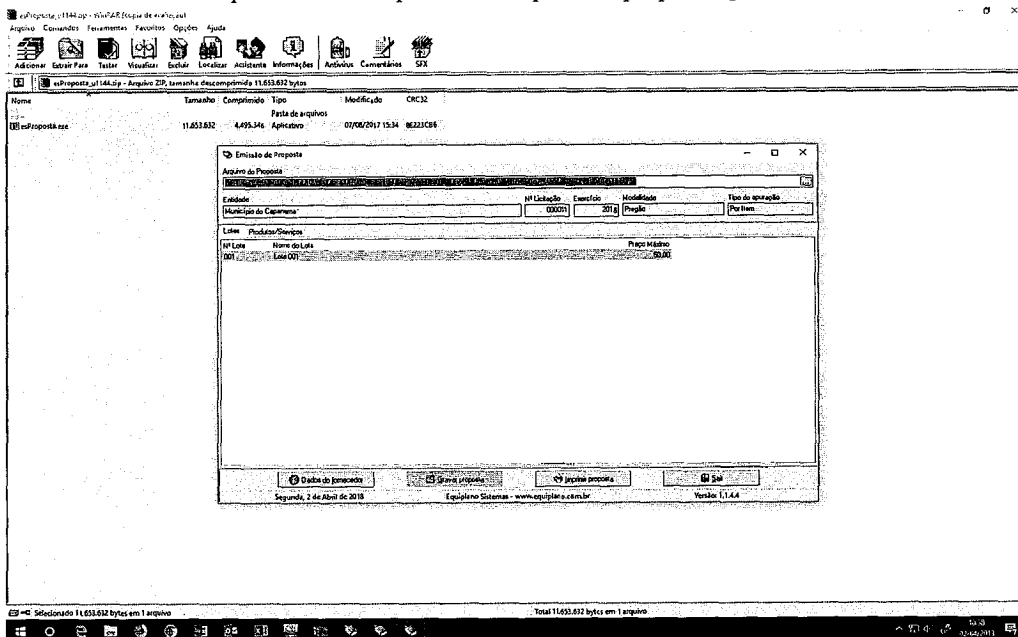 esProposta_v1144.zip - WinRAR (cópia de avaliação)
Arquivo Comandos Ferramentas Favoritos Opções Ajuda
Adicionar Extrair Para Testar Visualizar Excluir Localizar Assistente Informações Antivírus Comentários SFX
esProposta_v1144.zip - Arquivo ZIP, tamanho descomprimido 11.653.632 bytes
Nome Tamanho Comprimido Tipo Modificado CRC32
Pasta de arquivos
esProposta.exe 11.653.632 4.495.346 Aplicativo 07/08/2017 15:34
Emissão de Proposta
Arquivo da Proposta
Entidade Nº Licitação Exercício Modalidade Tipo de apuração
Município de Capanema 000011 2018 Pregão Por Item
Lotes Produtos/Serviços
Nº Lote Nome do Lote Preço Máximo
001 Lote 001 50,00
Dados do fornecedor Gravar proposta Imprimir proposta Sair
Segunda, 2 de Abril de 2018 Equiplano Sistemas - www.equiplano.com.br Versão: 1.1.4.4
Selecionado 11.653.632 bytes em 1 arquivo Total 11.653.632 bytes em 1 arquivo